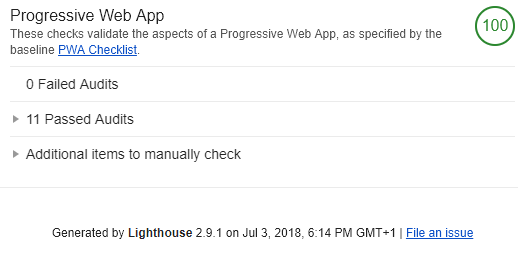 Progressive Web App
100
These checks validate the aspects of a Progressive Web App, as specified by the
baseline PWA Checklist.
0 Failed Audits
11 Passed Audits
Additional items to manually check
Generated by Lighthouse 2.9.1 on Jul 3, 2018, 6:14 PM GMT+1 | File an issue